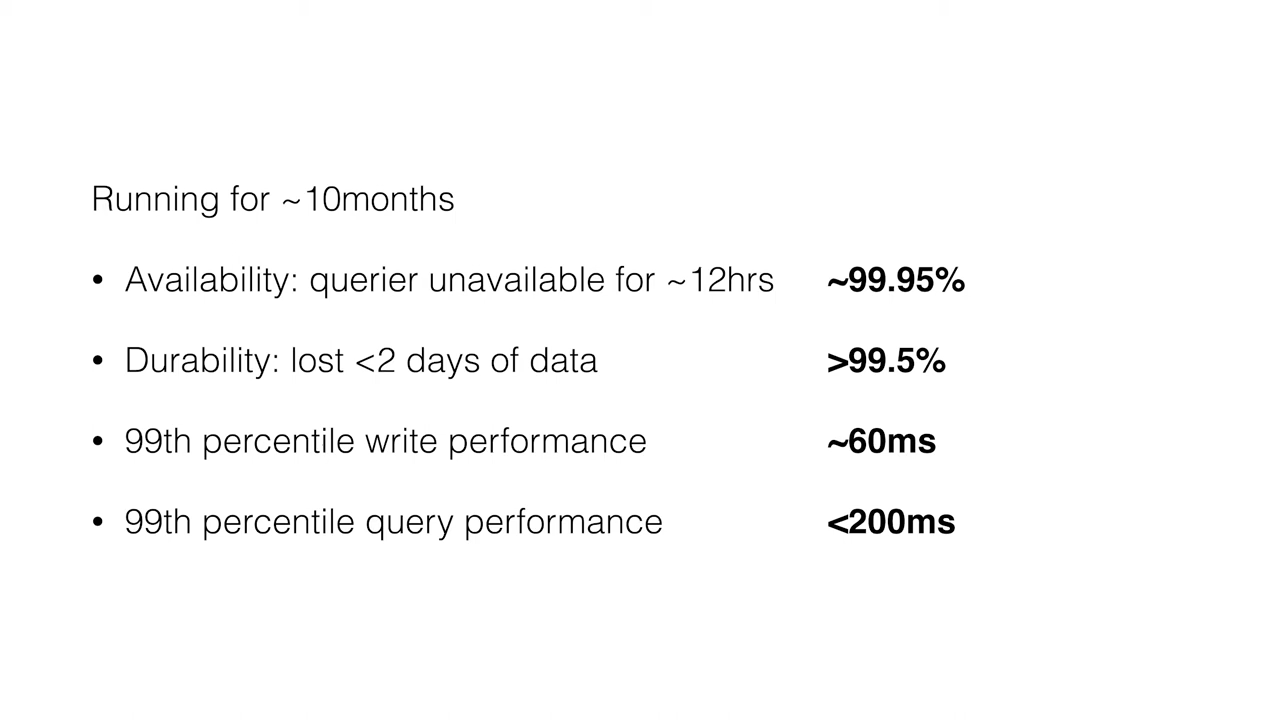 Running for ~10months
• Availability: querier unavailable for ~12hrs ~99.95%
• Durability: lost <2 days of data >99.5%
• 99th percentile write performance ~60ms
• 99th percentile query performance <200ms